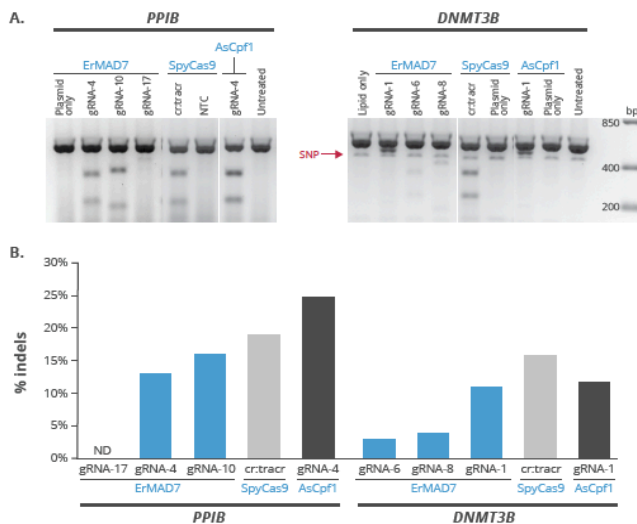 A.
PPIB
DNMT3B
AsCpf1
ErMAD7
SpyCas9
ErMAD7
SpyCas9
AsCpf1
Plasmid only
gRNA-4
gRNA-10
gRNA-17
cr:tracr
NTC
gRNA-4
Untreated
Lipid only
gRNA-1
gRNA-6
gRNA-8
cr:tracr
Plasmid only
gRNA-1
Plasmid only
Untreated
850
bp
SNP
400
200
B.
30%
25%
20%
15%
10%
5%
0%
% indels
ND
gRNA-17 gRNA-4 gRNA-10 cr:tracr gRNA-4 gRNA-6 gRNA-8 gRNA-1 cr:tracr gRNA-1
ErMAD7 SpyCas9 AsCpf1 ErMAD7 SpyCas9 AsCpf1
PPIB DNMT3B